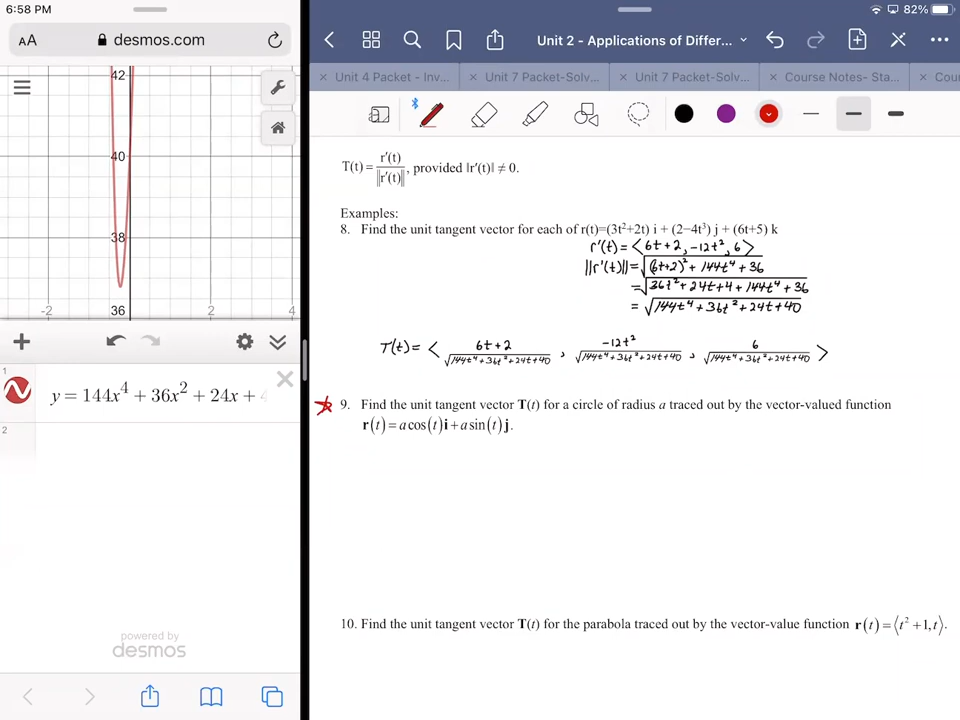 6:58 PM
82%
AA
desmos.com
Unit 2 - Applications of Differ...
Unit 4 Packet - Inv...
Unit 7 Packet-Solv...
Unit 7 Packet-Solv...
Course Notes- Sta...
Cour
42
40
38
36
-2
2
4
1
y = 144x⁴ + 36x² + 24x + 4
2
powered by
desmos
T(t) = r′(t) / ‖r′(t)‖, provided |r′(t)| ≠ 0.
Examples:
8. Find the unit tangent vector for each of r(t)=(3t²+2t) i + (2−4t³) j + (6t+5) k
r'(t) = < 6t + 2, -12t², 6 >
||r'(t)|| = √(6t+2)² + 144t⁴ + 36
= √36t² + 24t + 4 + 144t⁴ + 36
= √144t⁴ + 36t² + 24t + 40
T(t) = < 6t + 2 / √144t⁴ + 36t² + 24t + 40 , -12t² / √144t⁴ + 36t² + 24t + 40 , 6 / √144t⁴ + 36t² + 24t + 40 >
9. Find the unit tangent vector T(t) for a circle of radius a traced out by the vector-valued function
r(t) = a cos(t)i + a sin(t)j.
10. Find the unit tangent vector T(t) for the parabola traced out by the vector-value function r(t) = ⟨t² + 1, t⟩.